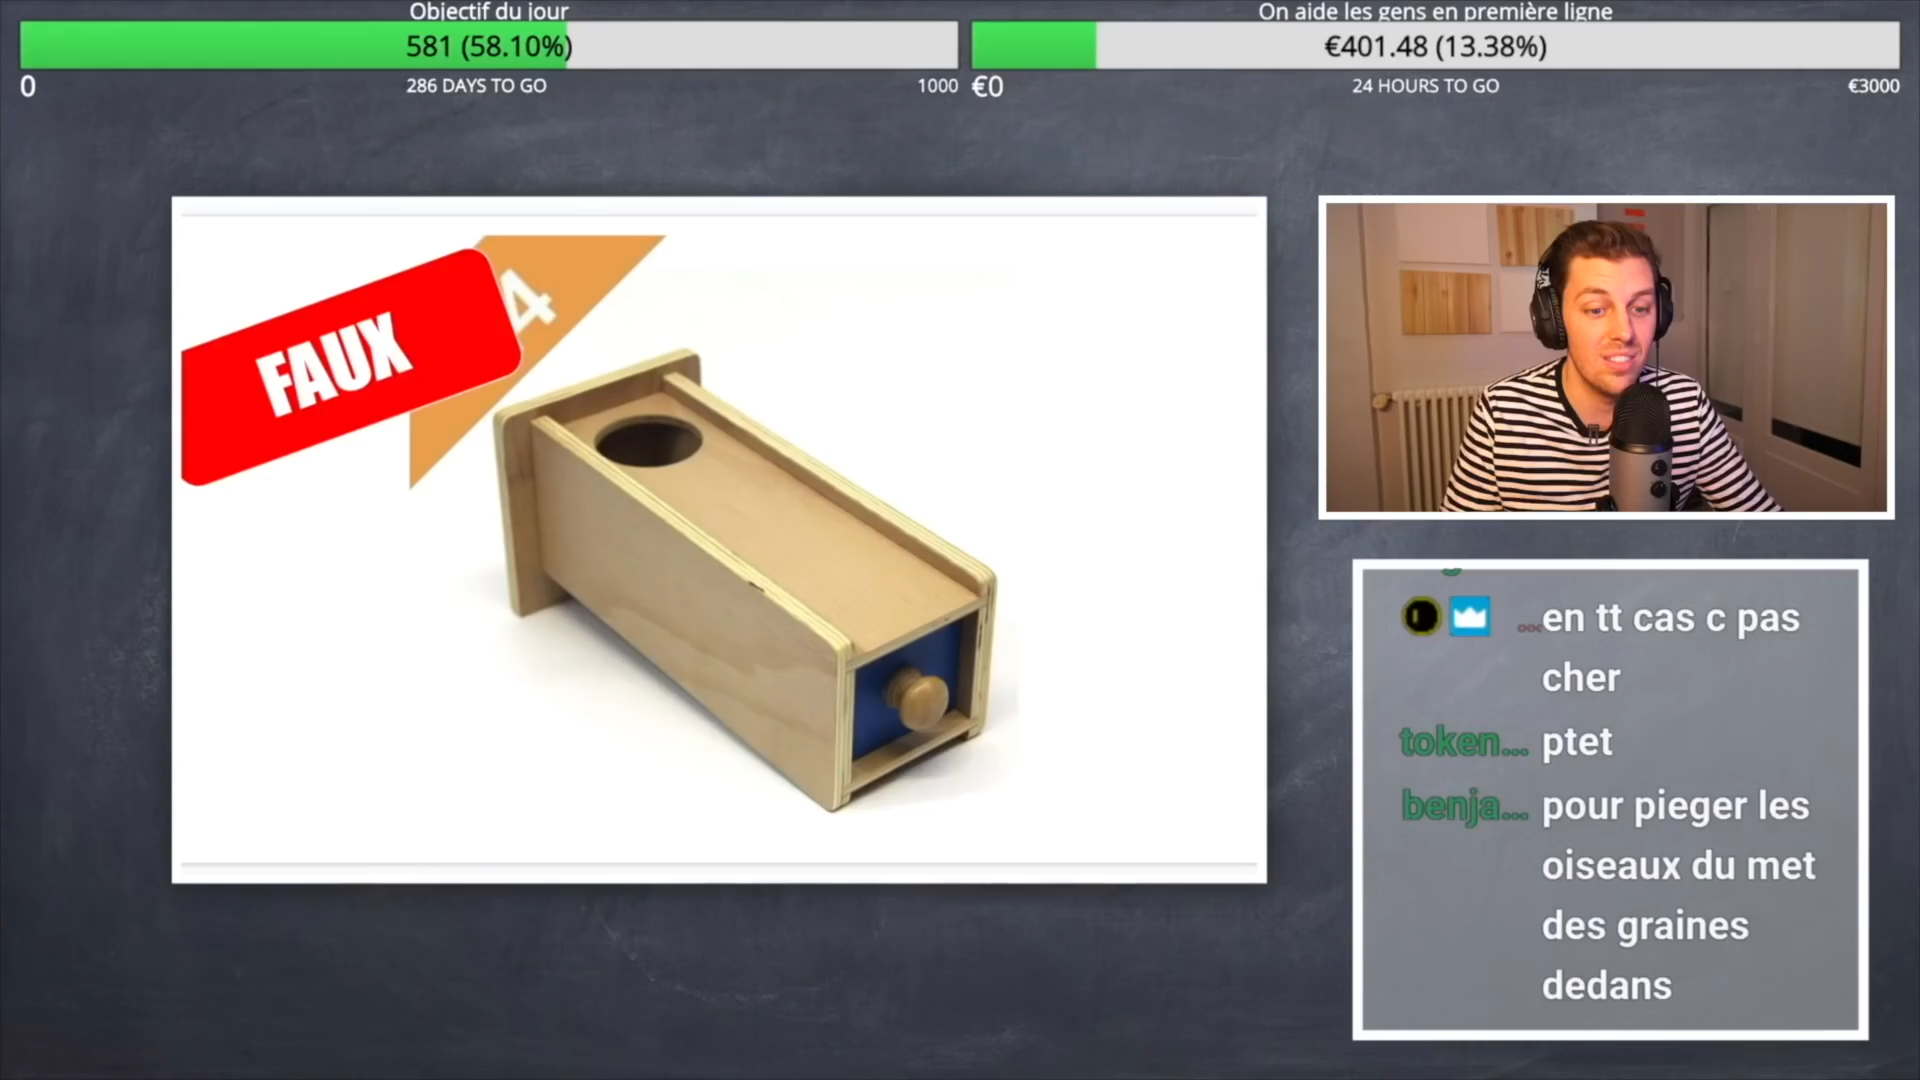 Objectif du jour
581 (58.10%)
0
286 DAYS TO GO
1000
On aide les gens en première ligne
€401.48 (13.38%)
€0
24 HOURS TO GO
€3000
FAUX
4
...en tt cas c pas
cher
token... ptet
benja... pour pieger les
oiseaux du met
des graines
dedans